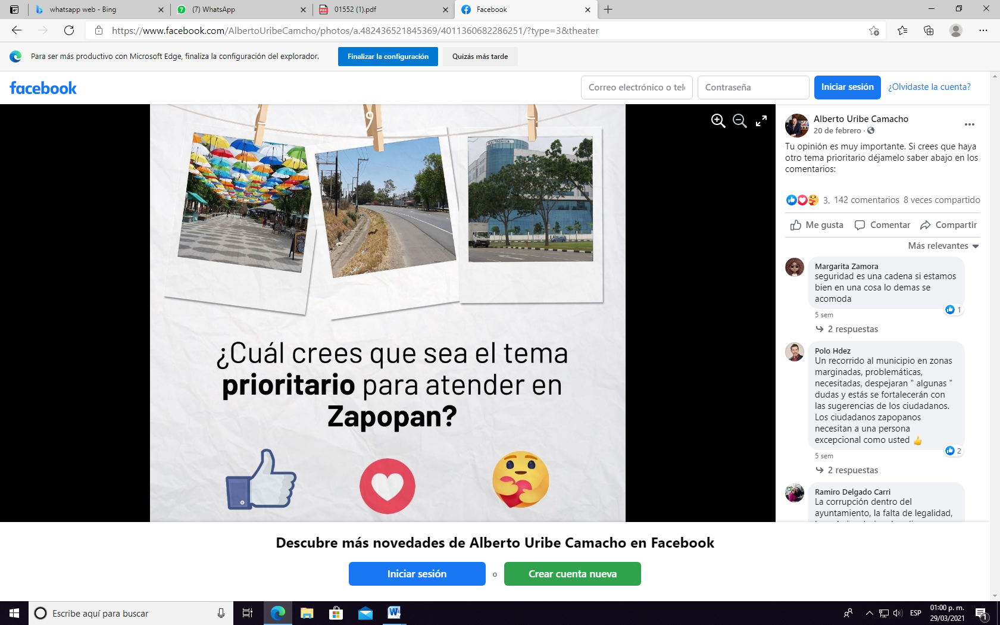 whatsapp web - Bing
(7) WhatsApp
01552 (1).pdf
Facebook
https://www.facebook.com/AlbertoUribeCamcho/photos/a.482436521845369/4011360682286251/?type=3&theater
Para ser más productivo con Microsoft Edge, finaliza la configuración del explorador.
Finalizar la configuración
Quizás más tarde
facebook
Correo electrónico o telé
Contraseña
Iniciar sesión
¿Olvidaste la cuenta?
¿Cuál crees que sea el tema
prioritario para atender en
Zapopan?
Alberto Uribe Camacho
20 de febrero ·
Tu opinión es muy importante. Si crees que haya
otro tema prioritario déjamelo saber abajo en los
comentarios:
3. 142 comentarios 8 veces compartido
Me gusta
Comentar
Compartir
Más relevantes
Margarita Zamora
seguridad es una cadena si estamos
bien en una cosa lo demas se
acomoda
1
5 sem
2 respuestas
Polo Hdez
Un recorrido al municipio en zonas
marginadas, problemáticas,
necesitadas, despejaran " algunas "
dudas y estás se fortalecerán con
las sugerencias de los ciudadanos.
Los ciudadanos zapopanos
necesitan a una persona
excepcional como usted 👍
2
5 sem
2 respuestas
Ramiro Delgado Carri
La corrupción dentro del
ayuntamiento, la falta de legalidad,
Descubre más novedades de Alberto Uribe Camacho en Facebook
Iniciar sesión
o
Crear cuenta nueva
Escribe aquí para buscar
ESP
01:00 p. m.
29/03/2021
1